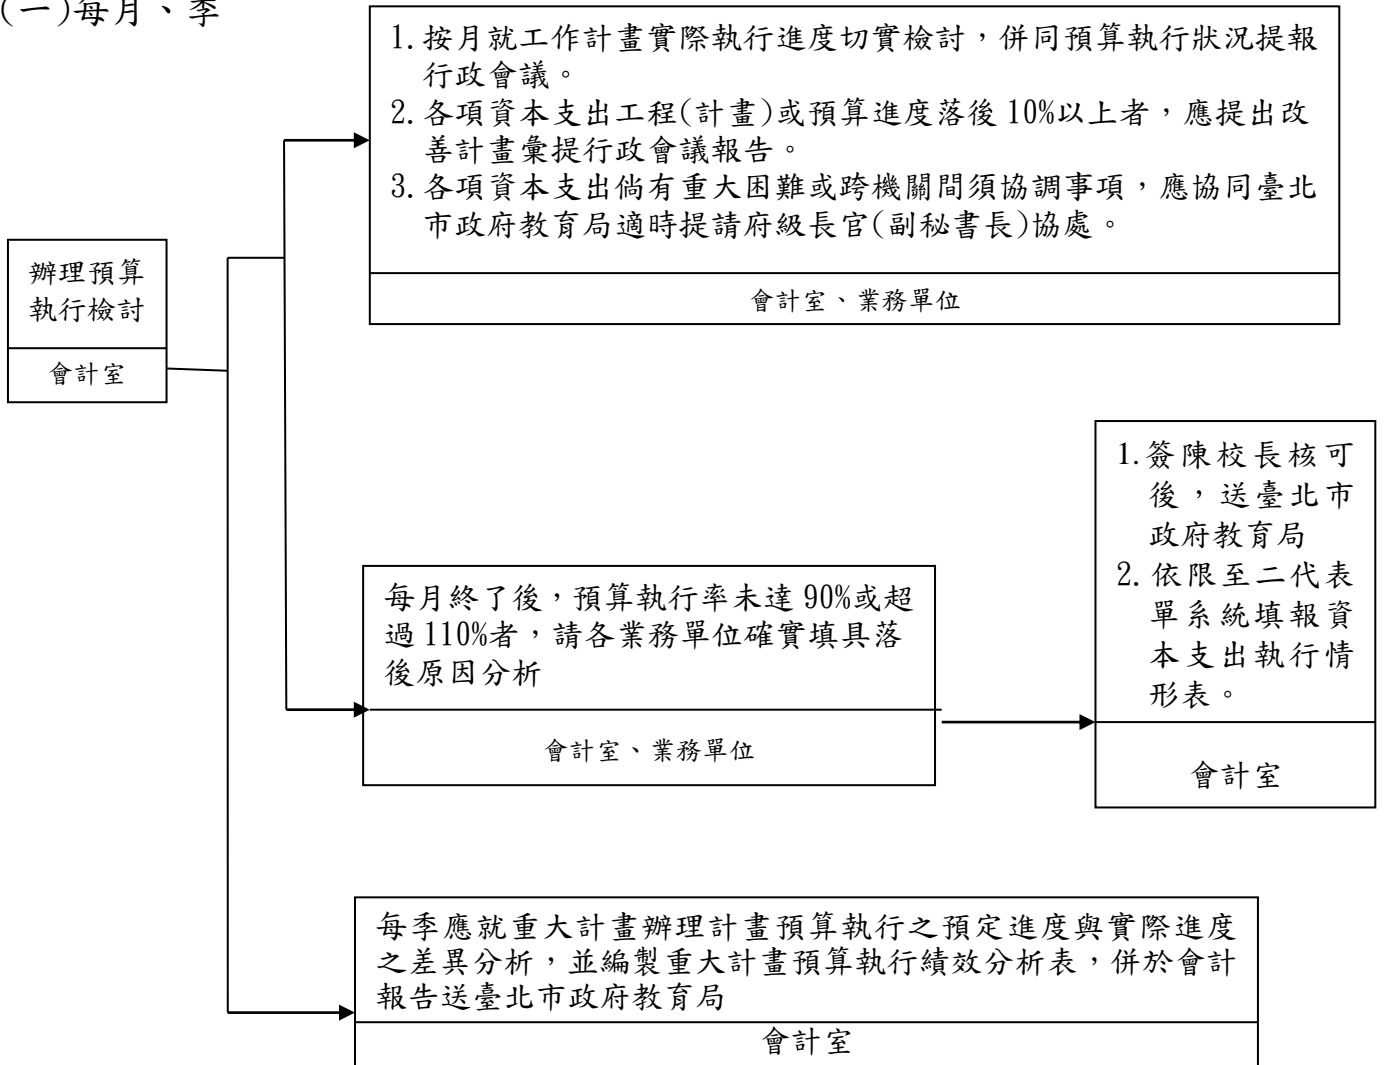 (一)每月、季
1.按月就工作計畫實際執行進度切實檢討，併同預算執行狀況提報
行政會議。
2.各項資本支出工程(計畫)或預算進度落後 10%以上者，應提出改
善計畫彙提行政會議報告。
3.各項資本支出倘有重大困難或跨機關間須協調事項，應協同臺北
市政府教育局適時提請府級長官(副秘書長)協處。
會計室、業務單位
辦理預算
執行檢討
會計室
每月終了後，預算執行率未達 90%或超
過 110%者，請各業務單位確實填具落
後原因分析
會計室、業務單位
1.簽陳校長核可
後，送臺北市
政府教育局
2.依限至二代表
單系統填報資
本支出執行情
形表。
會計室
每季應就重大計畫辦理計畫預算執行之預定進度與實際進度
之差異分析，並編製重大計畫預算執行績效分析表，併於會計
報告送臺北市政府教育局
會計室